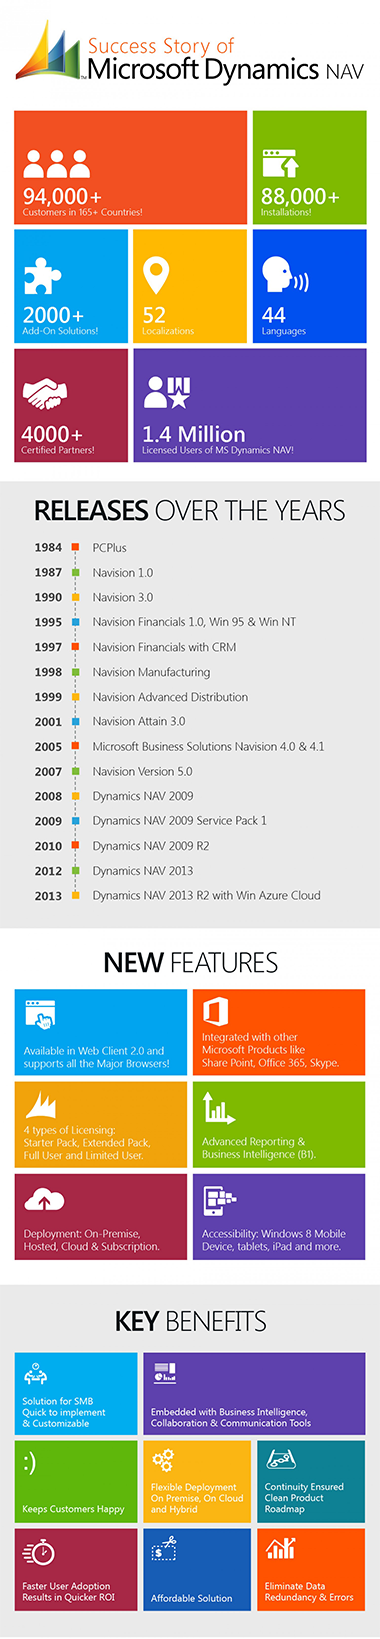 Success Story of
Microsoft Dynamics NAV
94,000+
Customers in 165+ Countries!
88,000+
Installations!
2000+
Add-On Solutions!
52
Localizations
44
Languages
4000+
Certified Partners!
1.4 Million
Licensed Users of MS Dynamics NAV!
RELEASES OVER THE YEARS
1984 PCPlus
1987 Navision 1.0
1990 Navision 3.0
1995 Navision Financials 1.0, Win 95 & Win NT
1997 Navision Financials with CRM
1998 Navision Manufacturing
1999 Navision Advanced Distribution
2001 Navision Attain 3.0
2005 Microsoft Business Solutions Navision 4.0 & 4.1
2007 Navision Version 5.0
2008 Dynamics NAV 2009
2009 Dynamics NAV 2009 Service Pack 1
2010 Dynamics NAV 2009 R2
2012 Dynamics NAV 2013
2013 Dynamics NAV 2013 R2 with Win Azure Cloud
NEW FEATURES
Available in Web Client 2.0 and
supports all the Major Browsers!
Integrated with other
Microsoft Products like
Share Point, Office 365, Skype.
4 types of Licensing:
Starter Pack, Extended Pack,
Full User and Limited User.
Advanced Reporting &
Business Intelligence (B1).
Deployment: On-Premise,
Hosted, Cloud & Subscription.
Accessibility: Windows 8 Mobile
Device, tablets, iPad and more.
KEY BENEFITS
Solution for SMB
Quick to implement
& Customizable
Embedded with Business Intelligence,
Collaboration & Communication Tools
:)
Keeps Customers Happy
Flexible Deployment
On Premise, On Cloud
and Hybrid
Continuity Ensured
Clean Product
Roadmap
Faster User Adoption
Results in Quicker ROI
$
Affordable Solution
Eliminate Data
Redundancy & Errors